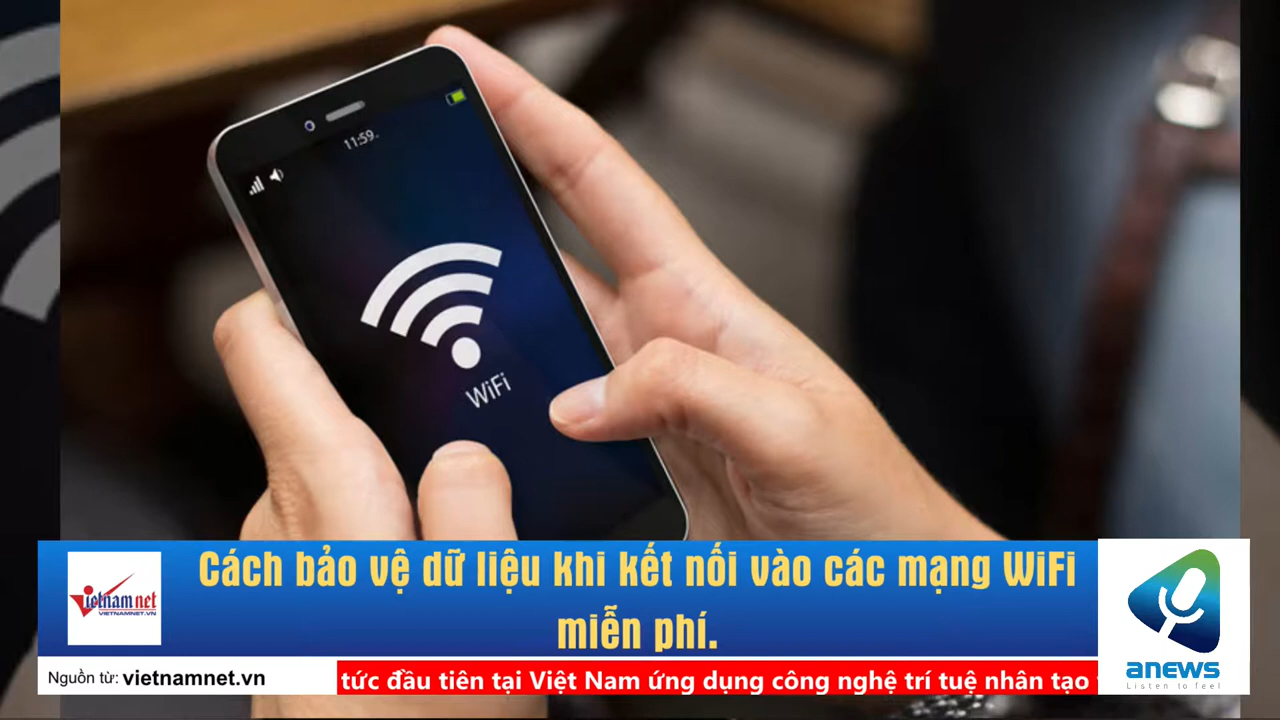 11:59
WiFi
Cách bảo vệ dữ liệu khi kết nối vào các mạng WiFi
miễn phí.
Vietnamnet
VIETNAMNET.VN
Nguồn từ: vietnamnet.vn
tức đầu tiên tại Việt Nam ứng dụng công nghệ trí tuệ nhân tạo
anews
Listen to feel